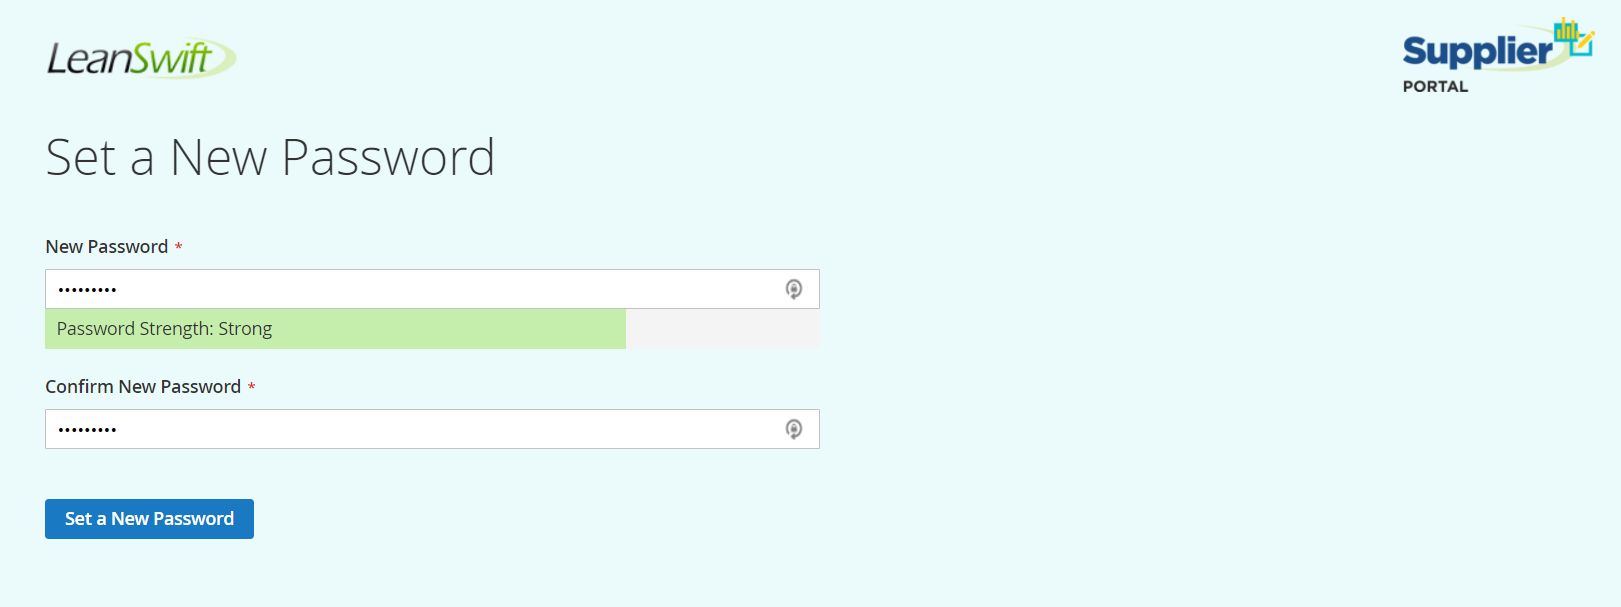 LeanSwift
Supplier
PORTAL
Set a New Password
New Password *
•••••••••
Password Strength: Strong
Confirm New Password *
•••••••••
Set a New Password